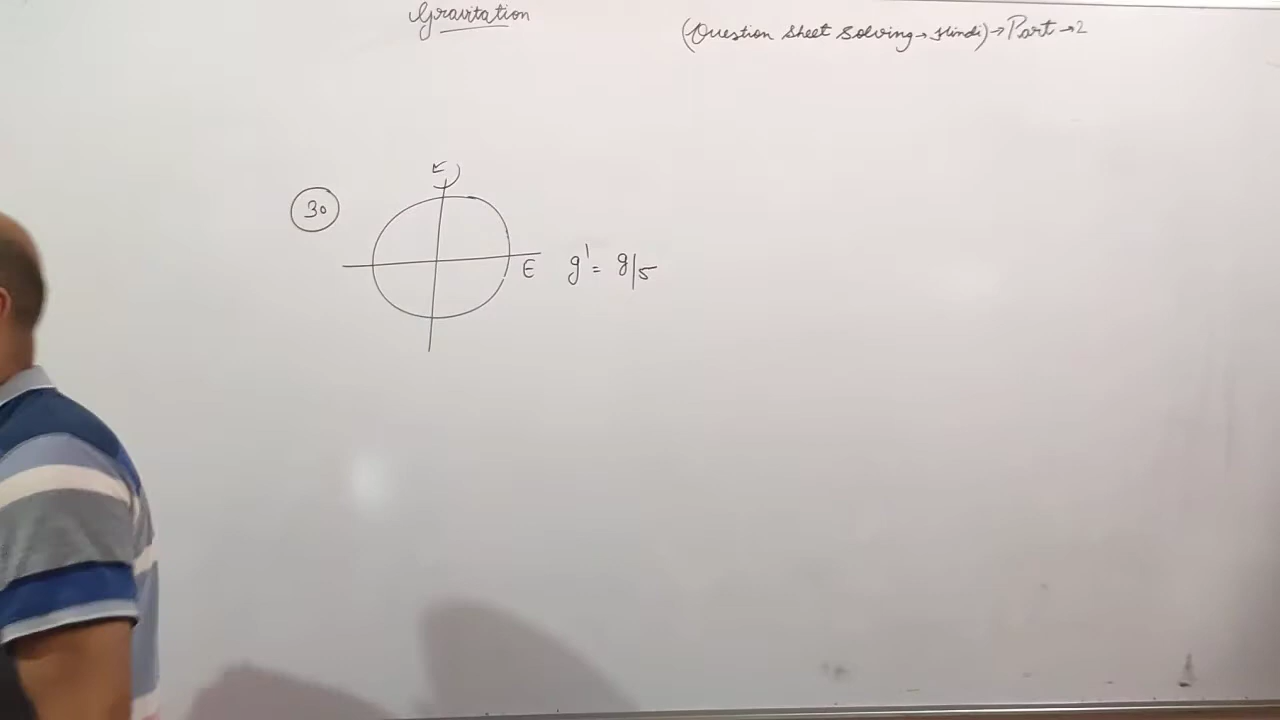 Gravitation
(Question Sheet Solving→Hindi)→Part→2
30
E g' = g/5